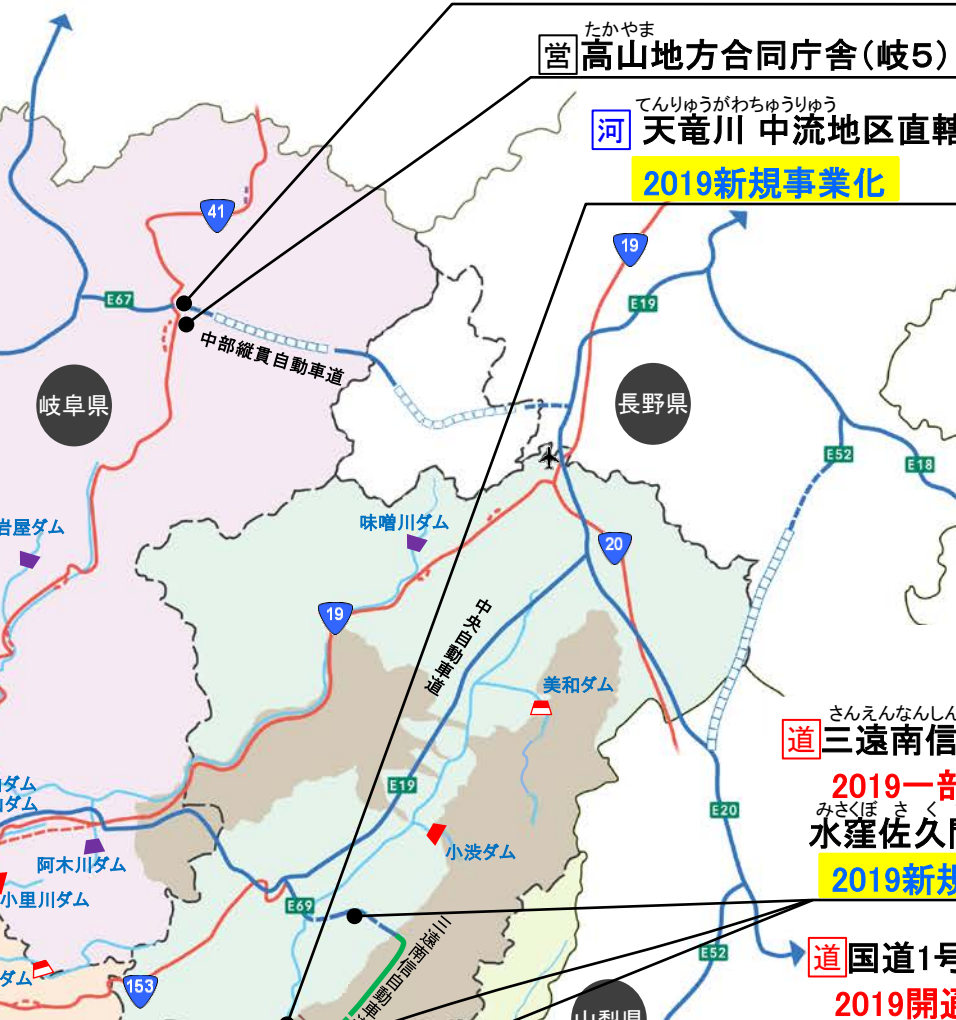 たかやま
営 高山地方合同庁舎(岐5)
てんりゅうがわちゅうりゅう
河 天竜川 中流地区直轄
2019新規事業化
41
19
E19
E67
中部縦貫自動車道
岐阜県
長野県
E52
E18
岩屋ダム
味噌川ダム
20
19
中央自動車道
美和ダム
さんえんなんしん
道 三遠南信
2019一部
みさくぼ さ く
水窪佐久間
2019新規
E19
E20
ダム
ダム
小渋ダム
阿木川ダム
小里川ダム
E69
三遠南信自動車道
E52
道 国道1号
2019開通
ダム
153
山梨県